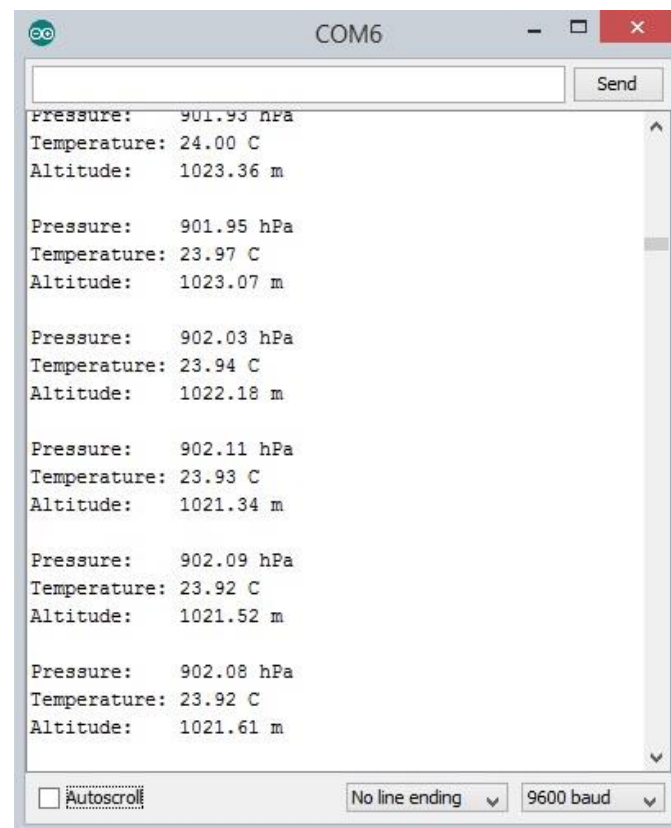 COM6
Send
Pressure: 901.93 hPa
Temperature: 24.00 C
Altitude: 1023.36 m
Pressure: 901.95 hPa
Temperature: 23.97 C
Altitude: 1023.07 m
Pressure: 902.03 hPa
Temperature: 23.94 C
Altitude: 1022.18 m
Pressure: 902.11 hPa
Temperature: 23.93 C
Altitude: 1021.34 m
Pressure: 902.09 hPa
Temperature: 23.92 C
Altitude: 1021.52 m
Pressure: 902.08 hPa
Temperature: 23.92 C
Altitude: 1021.61 m
Autoscroll No line ending 9600 baud